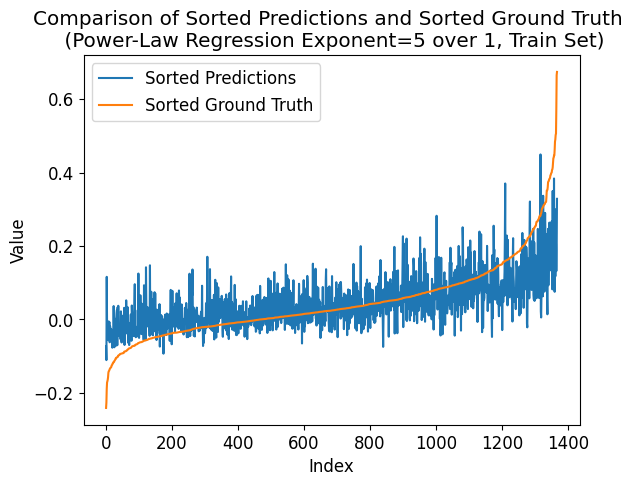 Comparison of Sorted Predictions and Sorted Ground Truth
(Power-Law Regression Exponent=5 over 1, Train Set)
Sorted Predictions
Sorted Ground Truth
Value
0.6
0.4
0.2
0.0
−0.2
0 200 400 600 800 1000 1200 1400
Index